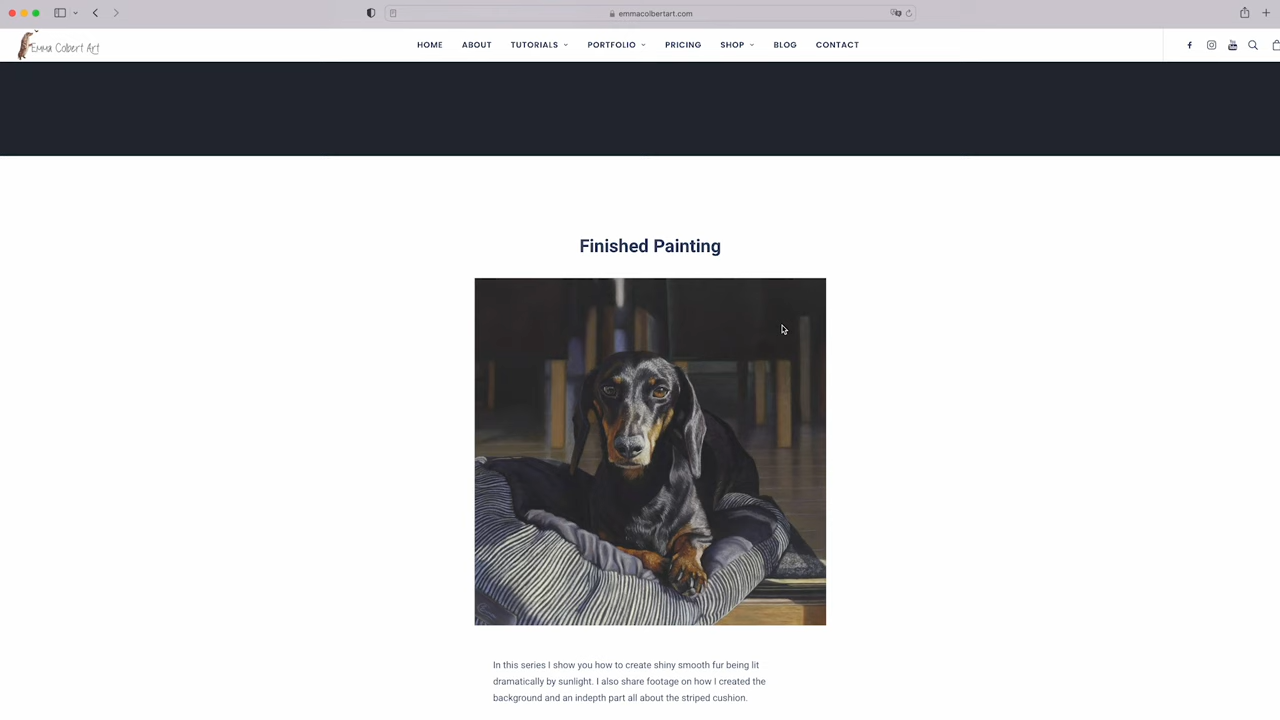 emmacolbertart.com
Emma Colbert Art
HOME ABOUT TUTORIALS PORTFOLIO PRICING SHOP BLOG CONTACT
Finished Painting
In this series I show you how to create shiny smooth fur being lit
dramatically by sunlight. I also share footage on how I created the
background and an indepth part all about the striped cushion.